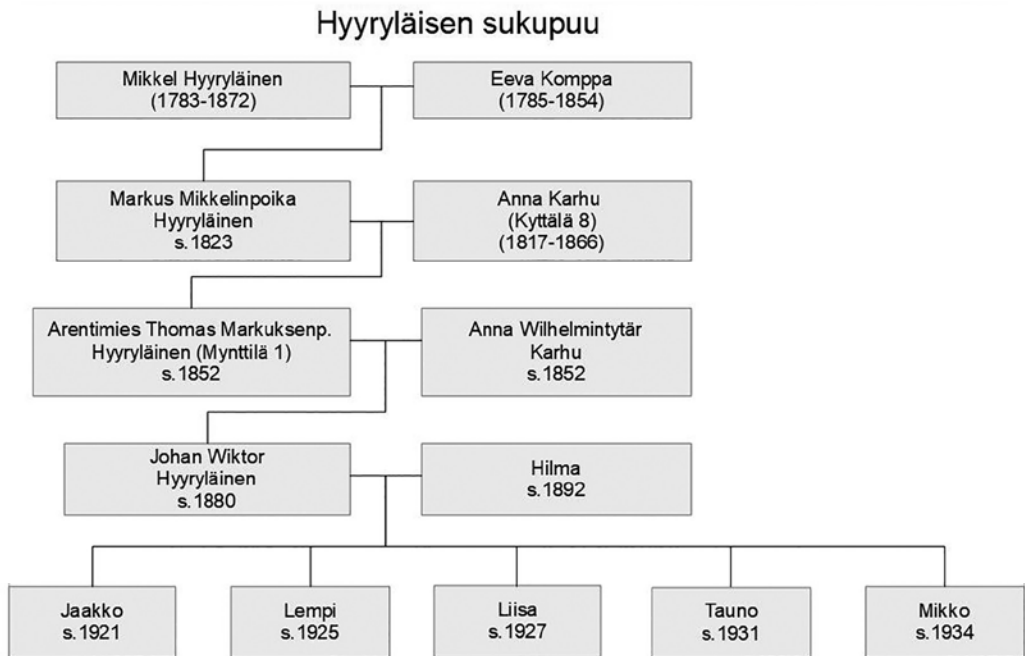 Hyyryläisen sukupuu
Mikkel Hyyryläinen
(1783-1872)
Eeva Komppa
(1785-1854)
Markus Mikkelinpoika
Hyyryläinen
s.1823
Anna Karhu
(Kyttälä 8)
(1817-1866)
Arentimies Thomas Markuksenp.
Hyyryläinen (Mynttilä 1)
s.1852
Anna Wilhelmintytär
Karhu
s.1852
Johan Wiktor
Hyyryläinen
s.1880
Hilma
s.1892
Jaakko
s.1921
Lempi
s.1925
Liisa
s.1927
Tauno
s.1931
Mikko
s.1934